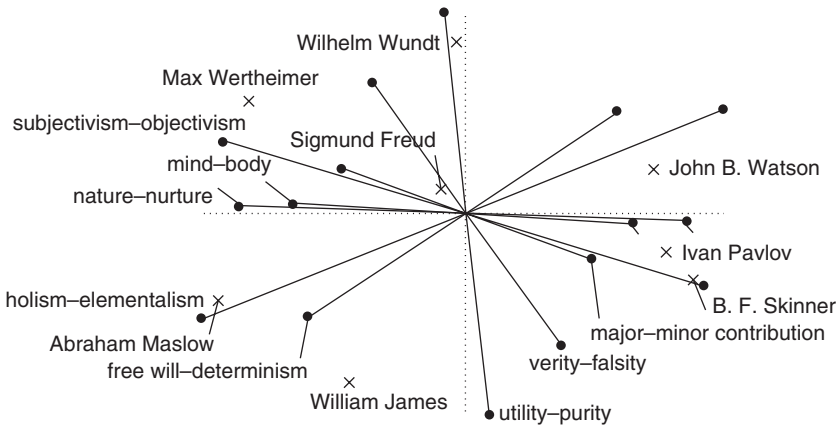 Wilhelm Wundt
Max Wertheimer
subjectivism–objectivism
Sigmund Freud
mind–body
John B. Watson
nature–nurture
Ivan Pavlov
holism–elementalism
B. F. Skinner
major–minor contribution
Abraham Maslow
verity–falsity
free will–determinism
William James
utility–purity